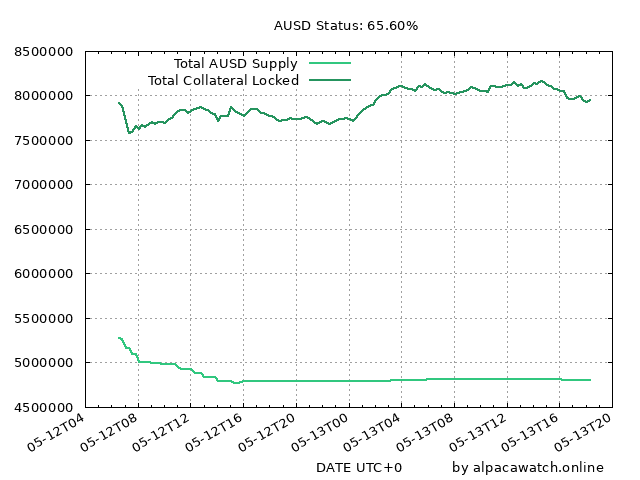 AUSD Status: 65.60%
8500000
Total AUSD Supply
Total Collateral Locked
8000000
7500000
7000000
6500000
6000000
5500000
5000000
4500000
05-12T04
05-12T08
05-12T12
05-12T16
05-12T20
05-13T00
05-13T04
05-13T08
05-13T12
05-13T16
05-13T20
DATE UTC+0
by alpacawatch.online